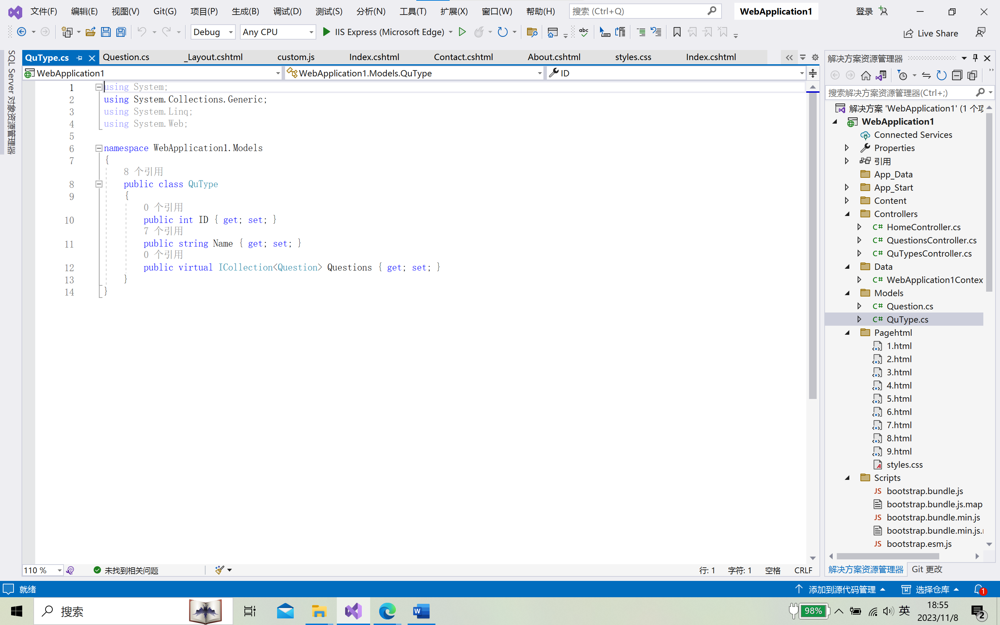 文件(F) 编辑(E) 视图(V) Git(G) 项目(P) 生成(B) 调试(D) 测试(S) 分析(N) 工具(T) 扩展(X) 窗口(W) 帮助(H) 搜索 (Ctrl+Q) WebApplication1 登录
Debug Any CPU IIS Express (Microsoft Edge) abc Live Share
SQL Server 对象资源管理器
QuType.cs Question.cs _Layout.cshtml custom.js Index.cshtml Contact.cshtml About.cshtml styles.css Index.cshtml
WebApplication1 WebApplication1.Models.QuType ID
1 using System;
2 using System.Collections.Generic;
3 using System.Linq;
4 using System.Web;
5
6 namespace WebApplication1.Models
7 {
8 个引用
8 public class QuType
9 {
0 个引用
10 public int ID { get; set; }
7 个引用
11 public string Name { get; set; }
0 个引用
12 public virtual ICollection<Question> Questions { get; set; }
13 }
14 }
110 % 未找到相关问题 行: 1 字符: 1 空格 CRLF
解决方案资源管理器
搜索解决方案资源管理器(Ctrl+;)
解决方案 'WebApplication1' (1 个项
WebApplication1
Connected Services
Properties
引用
App_Data
App_Start
Content
Controllers
C# HomeController.cs
C# QuestionsController.cs
C# QuTypesController.cs
Data
C# WebApplication1Contex
Models
C# Question.cs
C# QuType.cs
Pagehtml
1.html
2.html
3.html
4.html
5.html
6.html
7.html
8.html
9.html
styles.css
Scripts
JS bootstrap.bundle.js
bootstrap.bundle.js.map
JS bootstrap.bundle.min.js
bootstrap.bundle.min.js.
JS bootstrap.esm.js
解决方案资源管理器 Git 更改
就绪 添加到源代码管理 选择仓库 1
搜索 98% 英 18:55
2023/11/8 2